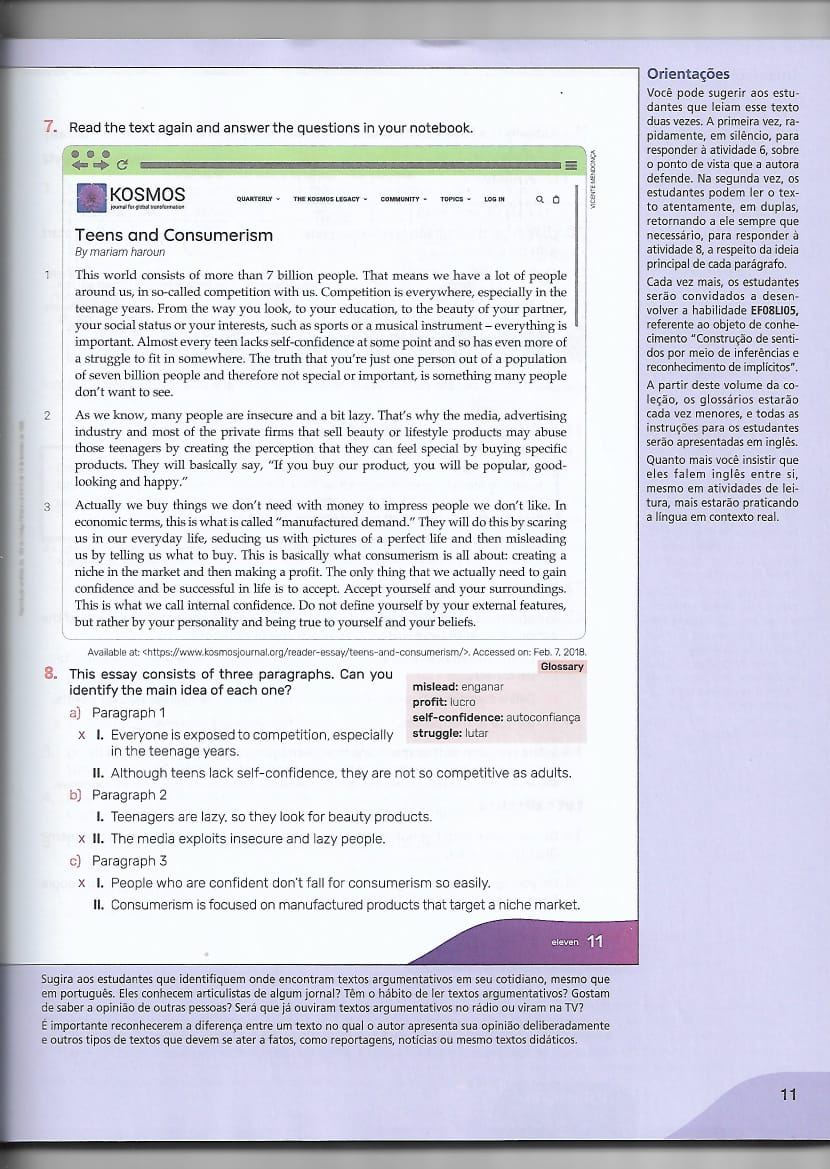 7. Read the text again and answer the questions in your notebook.
VICENTE MENDONÇA
KOSMOS
journal for global transformation
QUARTERLY
THE KOSMOS LEGACY
COMMUNITY
TOPICS
LOG IN
Teens and Consumerism
By mariam haroun
1 This world consists of more than 7 billion people. That means we have a lot of people
around us, in so-called competition with us. Competition is everywhere, especially in the
teenage years. From the way you look, to your education, to the beauty of your partner,
your social status or your interests, such as sports or a musical instrument – everything is
important. Almost every teen lacks self-confidence at some point and so has even more of
a struggle to fit in somewhere. The truth that you're just one person out of a population
of seven billion people and therefore not special or important, is something many people
don't want to see.
2 As we know, many people are insecure and a bit lazy. That's why the media, advertising
industry and most of the private firms that sell beauty or lifestyle products may abuse
those teenagers by creating the perception that they can feel special by buying specific
products. They will basically say, “If you buy our product, you will be popular, good-
looking and happy.”
3 Actually we buy things we don't need with money to impress people we don't like. In
economic terms, this is what is called “manufactured demand.” They will do this by scaring
us in our everyday life, seducing us with pictures of a perfect life and then misleading
us by telling us what to buy. This is basically what consumerism is all about: creating a
niche in the market and then making a profit. The only thing that we actually need to gain
confidence and be successful in life is to accept. Accept yourself and your surroundings.
This is what we call internal confidence. Do not define yourself by your external features,
but rather by your personality and being true to yourself and your beliefs.
Available at: <https://www.kosmosjournal.org/reader-essay/teens-and-consumerism/>. Accessed on: Feb. 7, 2018.
8. This essay consists of three paragraphs. Can you
identify the main idea of each one?
Glossary
mislead: enganar
profit: lucro
self-confidence: autoconfiança
struggle: lutar
a) Paragraph 1
x I. Everyone is exposed to competition, especially
in the teenage years.
II. Although teens lack self-confidence, they are not so competitive as adults.
b) Paragraph 2
I. Teenagers are lazy, so they look for beauty products.
x II. The media exploits insecure and lazy people.
c) Paragraph 3
x I. People who are confident don't fall for consumerism so easily.
II. Consumerism is focused on manufactured products that target a niche market.
eleven 11
Orientações
Você pode sugerir aos estu-
dantes que leiam esse texto
duas vezes. A primeira vez, ra-
pidamente, em silêncio, para
responder à atividade 6, sobre
o ponto de vista que a autora
defende. Na segunda vez, os
estudantes podem ler o tex-
to atentamente, em duplas,
retornando a ele sempre que
necessário, para responder à
atividade 8, a respeito da ideia
principal de cada parágrafo.
Cada vez mais, os estudantes
serão convidados a desen-
volver a habilidade EF08LI05,
referente ao objeto de conhe-
cimento “Construção de senti-
dos por meio de inferências e
reconhecimento de implícitos”.
A partir deste volume da co-
leção, os glossários estarão
cada vez menores, e todas as
instruções para os estudantes
serão apresentadas em inglês.
Quanto mais você insistir que
eles falem inglês entre si,
mesmo em atividades de lei-
tura, mais estarão praticando
a língua em contexto real.
Sugira aos estudantes que identifiquem onde encontram textos argumentativos em seu cotidiano, mesmo que
em português. Eles conhecem articulistas de algum jornal? Têm o hábito de ler textos argumentativos? Gostam
de saber a opinião de outras pessoas? Será que já ouviram textos argumentativos no rádio ou viram na TV?
É importante reconhecerem a diferença entre um texto no qual o autor apresenta sua opinião deliberadamente
e outros tipos de textos que devem se ater a fatos, como reportagens, notícias ou mesmo textos didáticos.
11